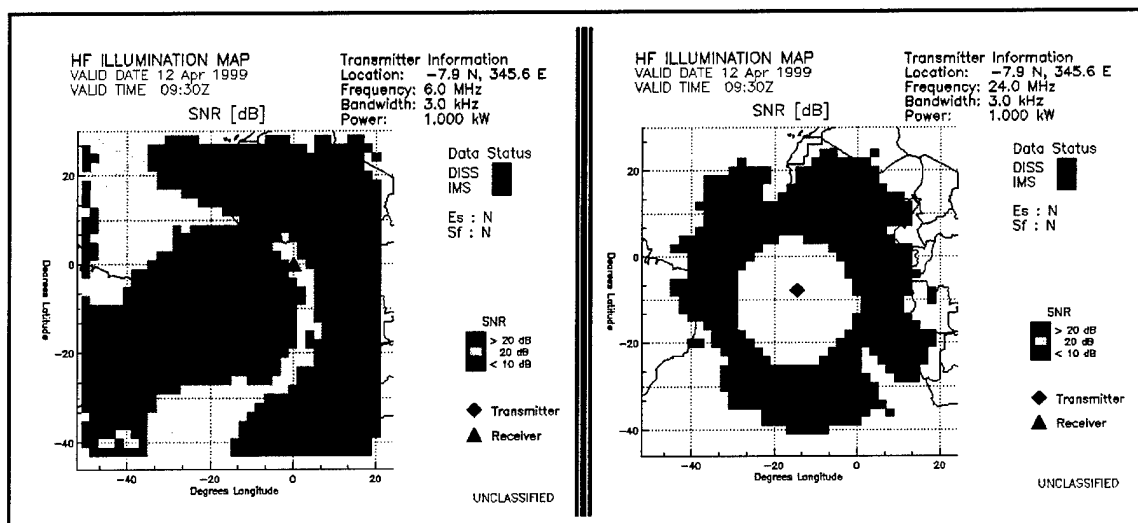 HF ILLUMINATION MAP
VALID DATE 12 Apr 1999
VALID TIME 09:30Z
Transmitter Information
Location: −7.9 N, 345.6 E
Frequency: 6.0 MHz
Bandwidth: 3.0 kHz
Power: 1.000 kW
SNR [dB]
Data Status
DISS
IMS
Es : N
Sf : N
20
0
−20
−40
Degrees Latitude
−40
−20
0
20
Degrees Longitude
SNR
> 20 dB
20 dB
< 10 dB
Transmitter
Receiver
UNCLASSIFIED
HF ILLUMINATION MAP
VALID DATE 12 Apr 1999
VALID TIME 09:30Z
Transmitter Information
Location: −7.9 N, 345.6 E
Frequency: 24.0 MHz
Bandwidth: 3.0 kHz
Power: 1.000 kW
SNR [dB]
Data Status
DISS
IMS
Es : N
Sf : N
20
0
−20
−40
Degrees Latitude
−40
−20
0
20
Degrees Longitude
SNR
> 20 dB
20 dB
< 10 dB
Transmitter
Receiver
UNCLASSIFIED